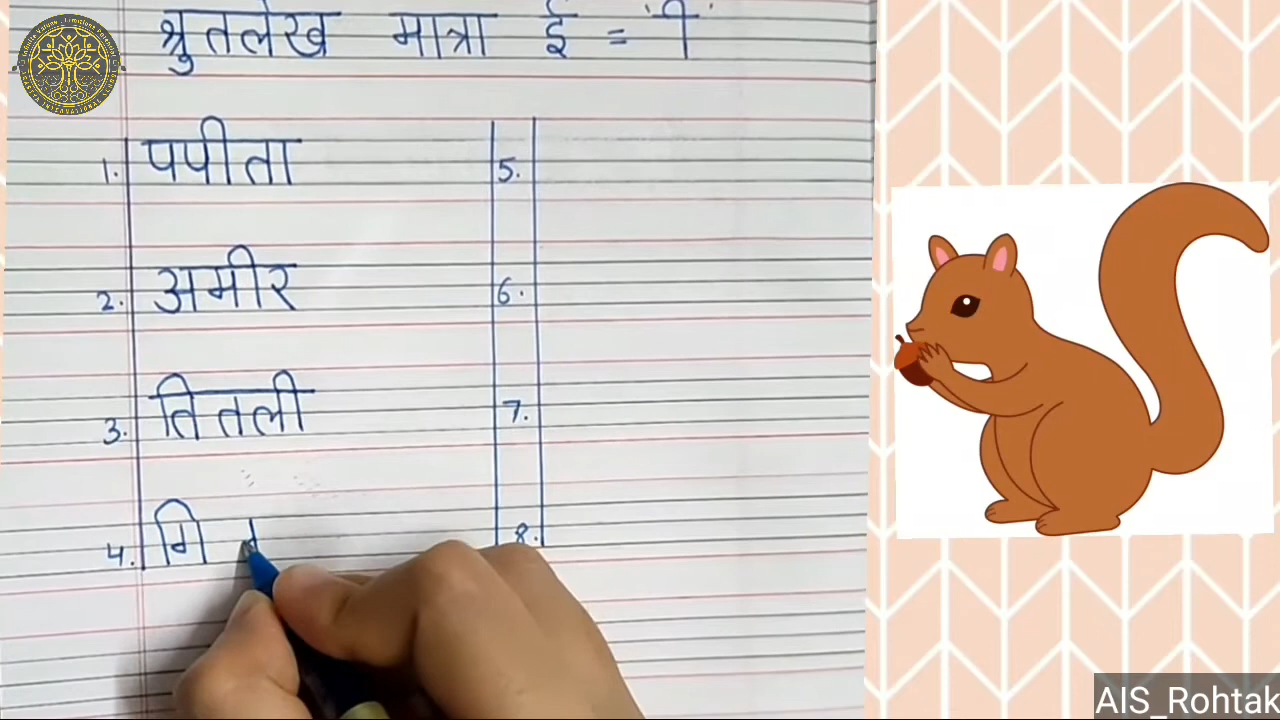 श्रुतलेख मात्रा ई = 'ी'
1. पपीता
2. अमीर
3. तितली
4. गि
5.
6.
7.
8.
AIS_Rohtak